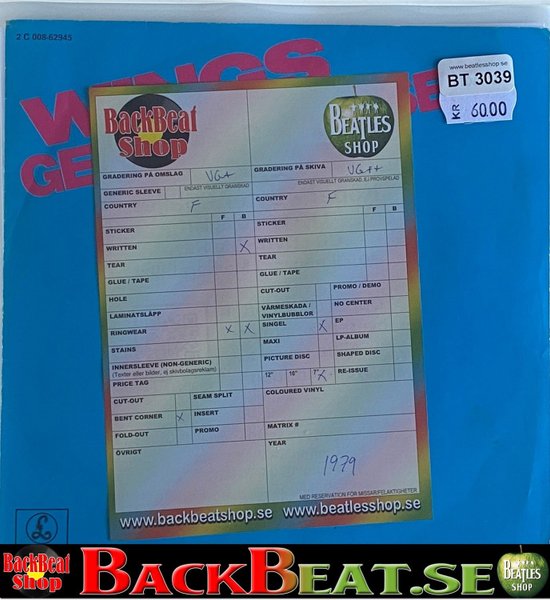 2 C 008-62945
WINGS
GE
SE
www.beatlesshop.se
BT 3039
KR 60.00
BackBeat
Shop
BEATLES
SHOP
GRADERING PÅ OMSLAG VG+
GRADERING PÅ SKIVA VG++
GENERIC SLEEVE
ENDAST VISUELLT GRANSKAD
ENDAST VISUELLT GRANSKAD, EJ PROVSPELAD
COUNTRY F
COUNTRY F
F B
F B
STICKER
STICKER
WRITTEN X
WRITTEN
TEAR
TEAR
GLUE / TAPE
GLUE / TAPE
HOLE
CUT-OUT
PROMO / DEMO
LAMINATSLÄPP
VÄRMESKADA /
VINYLBUBBLOR
NO CENTER
RINGWEAR X X
SINGEL X
EP
STAINS
MAXI
LP-ALBUM
INNERSLEEVE (NON-GENERIC)
(Texter eller bilder, ej skivbolagsreklam)
PICTURE DISC
SHAPED DISC
PRICE TAG
12" 10" 7" X
RE-ISSUE
CUT-OUT
SEAM SPLIT
COLOURED VINYL
BENT CORNER X
INSERT
FOLD-OUT
PROMO
MATRIX #
ÖVRIGT
YEAR
1979
MED RESERVATION FÖR MISSAR/FELAKTIGHETER
www.backbeatshop.se www.beatlesshop.se
£
BackBeat
Shop
BACKBEAT.SE
BEATLES
SHOP